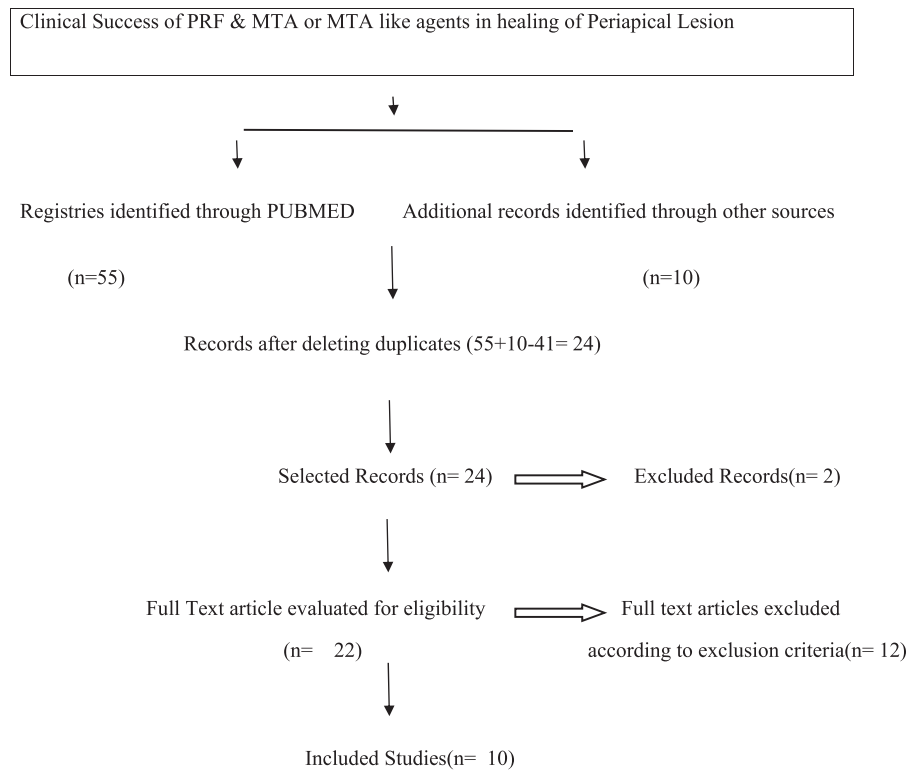 Clinical Success of PRF & MTA or MTA like agents in healing of Periapical Lesion
Registries identified through PUBMED
Additional records identified through other sources
(n=55)
(n=10)
Records after deleting duplicates (55+10-41= 24)
Selected Records (n= 24)
Excluded Records(n= 2)
Full Text article evaluated for eligibility
Full text articles excluded
(n= 22)
according to exclusion criteria(n= 12)
Included Studies(n= 10)